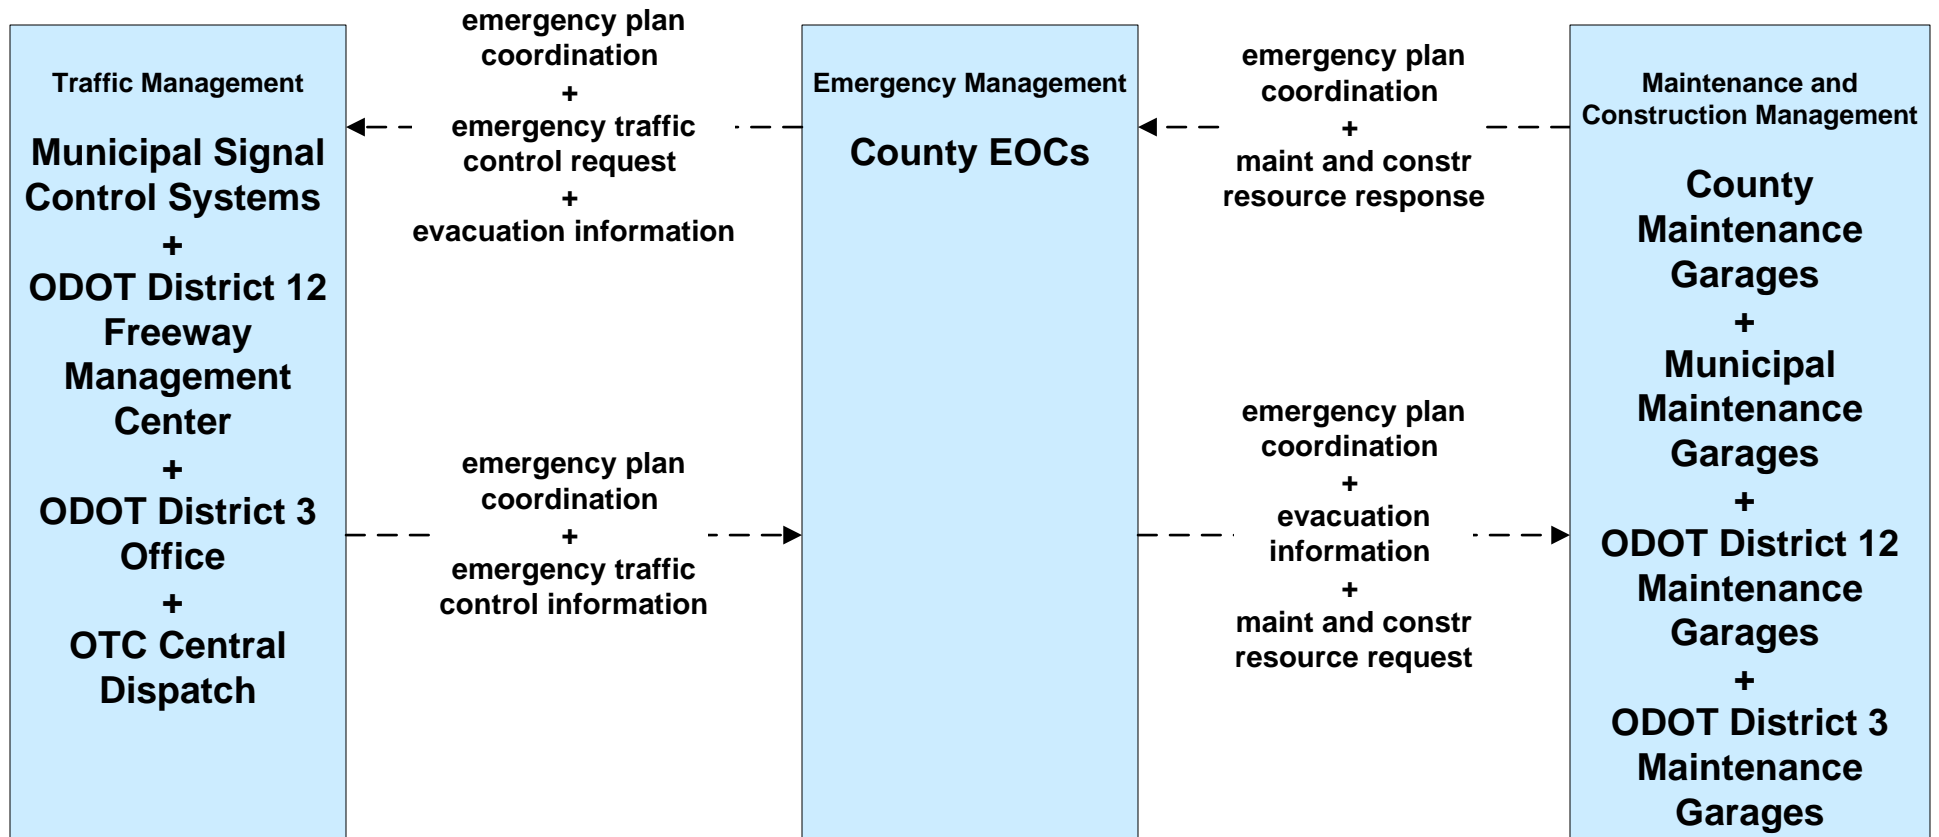 Traffic Management
Municipal Signal
Control Systems
+
ODOT District 12
Freeway
Management
Center
+
ODOT District 3
Office
+
OTC Central
Dispatch
emergency plan
coordination
+
emergency traffic
control request
+
evacuation information
emergency plan
coordination
+
emergency traffic
control information
Emergency Management
County EOCs
emergency plan
coordination
+
maint and constr
resource response
emergency plan
coordination
+
evacuation
information
+
maint and constr
resource request
Maintenance and
Construction Management
County
Maintenance
Garages
+
Municipal
Maintenance
Garages
+
ODOT District 12
Maintenance
Garages
+
ODOT District 3
Maintenance
Garages